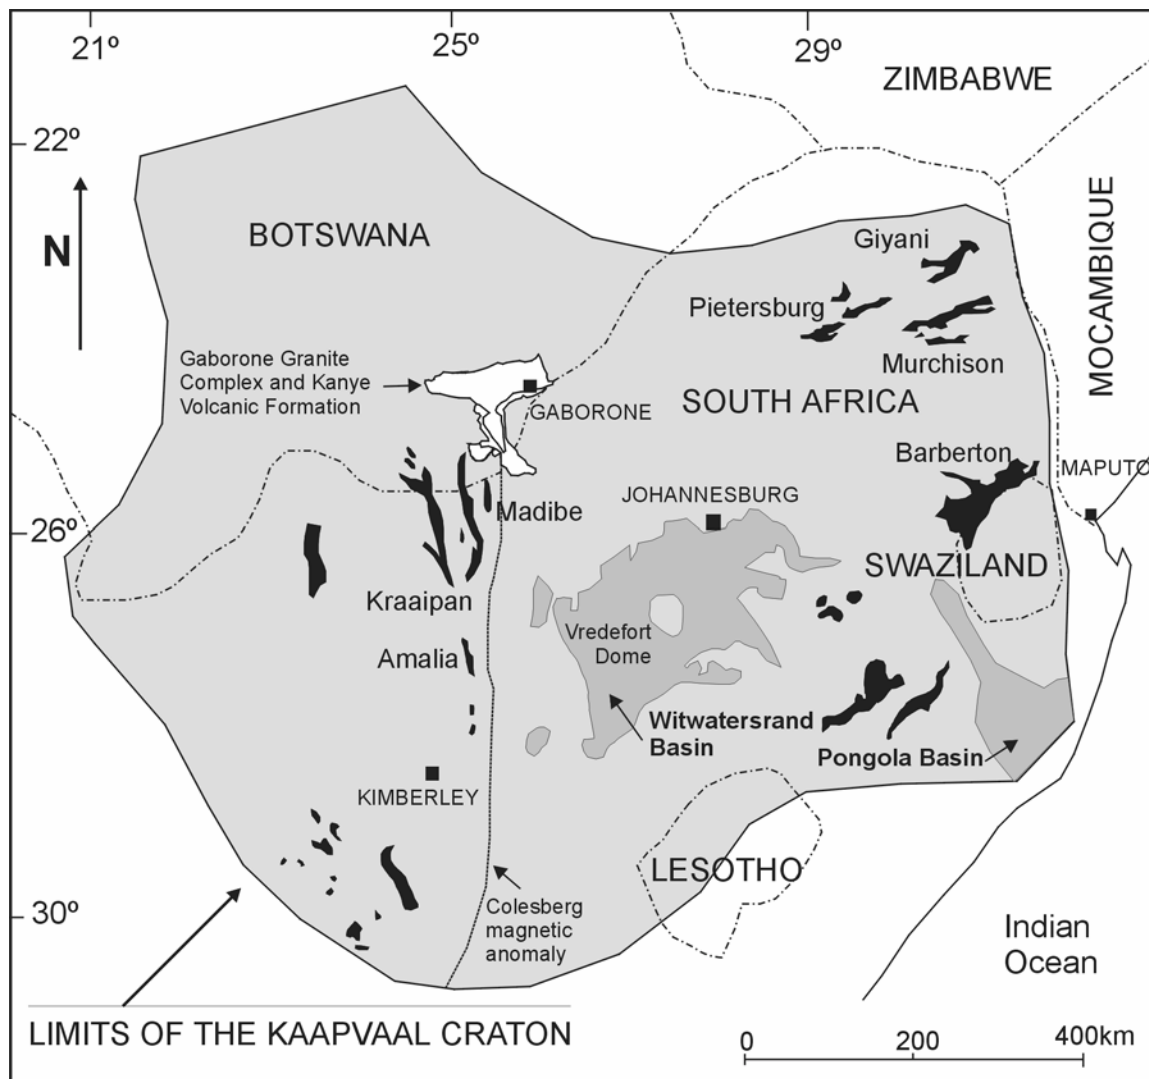 21º
25º
29º
ZIMBABWE
22º
N
BOTSWANA
MOCAMBIQUE
Giyani
Pietersburg
Murchison
Gaborone Granite
Complex and Kanye
Volcanic Formation
GABORONE
SOUTH AFRICA
Barberton
MAPUTO
JOHANNESBURG
Madibe
26º
SWAZILAND
Kraaipan
Vredefort
Dome
Amalia
Witwatersrand
Basin
Pongola Basin
KIMBERLEY
LESOTHO
30º
Colesberg
magnetic
anomaly
Indian
Ocean
LIMITS OF THE KAAPVAAL CRATON
0
200
400km